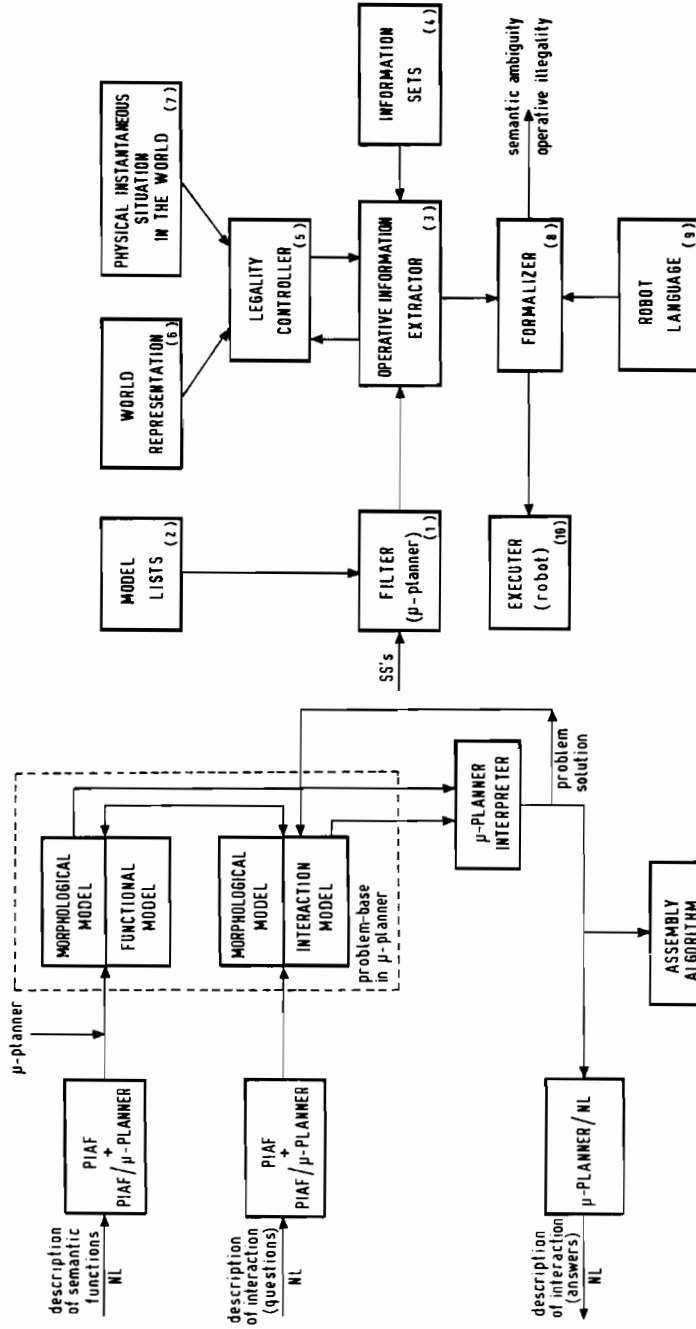 description
of semantic
functions
NL
PIAF
+
PIAF/µ-PLANNER
µ-planner
MORPHOLOGICAL
MODEL
FUNCTIONAL
MODEL
description
of interaction
(questions)
NL
PIAF
+
PIAF/µ-PLANNER
MORPHOLOGICAL
MODEL
INTERACTION
MODEL
problem-base
in µ-planner
µ-PLANNER
INTERPRETER
problem
solution
description
of interaction
(answers)
NL
µ-PLANNER/NL
ASSEMBLY
ALGORITHM
MODEL
LISTS
(2)
WORLD
REPRESENTATION
(6)
PHYSICAL INSTANTANEOUS
SITUATION
IN THE WORLD
(7)
LEGALITY
CONTROLLER
(5)
SS's
FILTER
(µ-planner)
(1)
OPERATIVE INFORMATION
EXTRACTOR
(3)
INFORMATION
SETS
(4)
EXECUTER
(robot)
(10)
FORMALIZER
(8)
semantic ambiguity
operative illegality
ROBOT
LANGUAGE
(9)